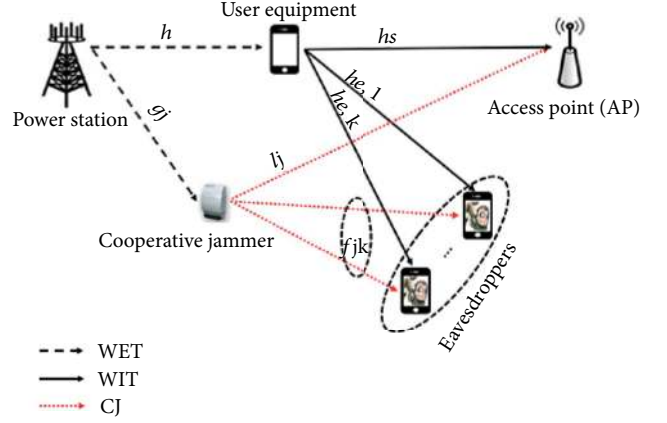 User equipment
h
hs
Power station
gj
he, 1
he, k
Access point (AP)
lj
Cooperative jammer
fjk
...
Eavesdroppers
WET
WIT
CJ